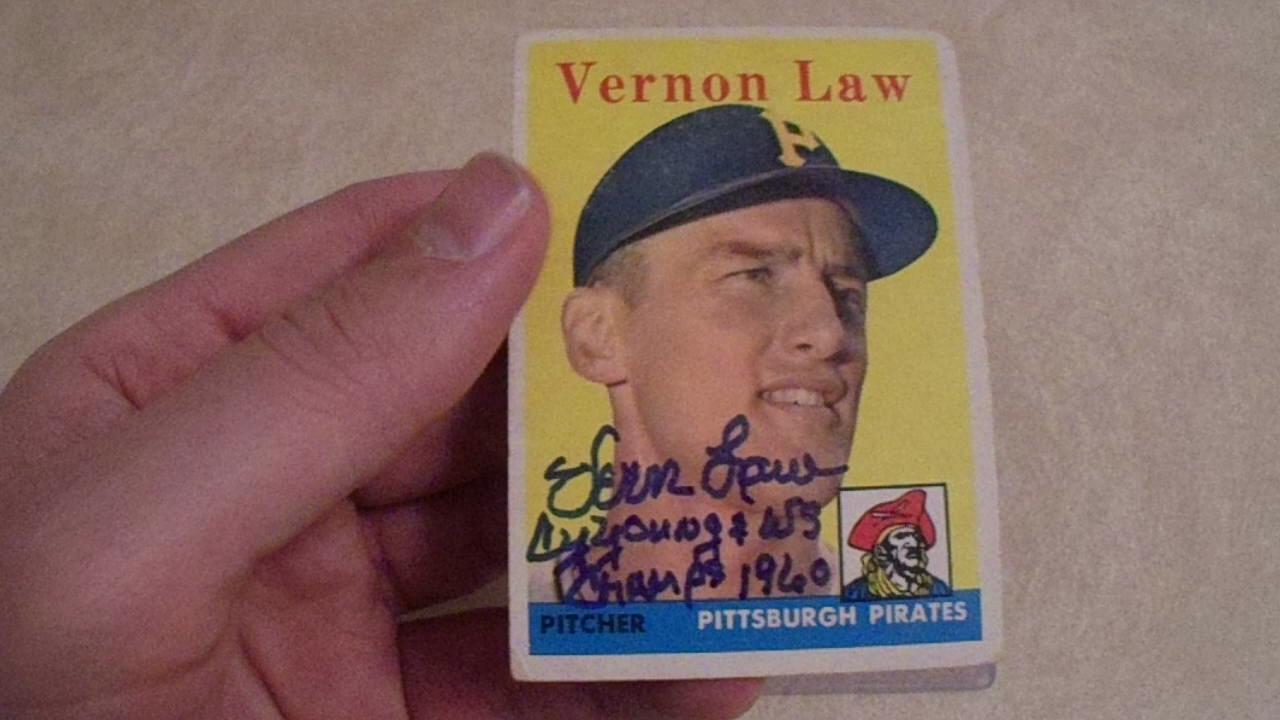 Vernon Law
P
Vern Law
Cy young & WS
Champs 1960
PITCHER PITTSBURGH PIRATES